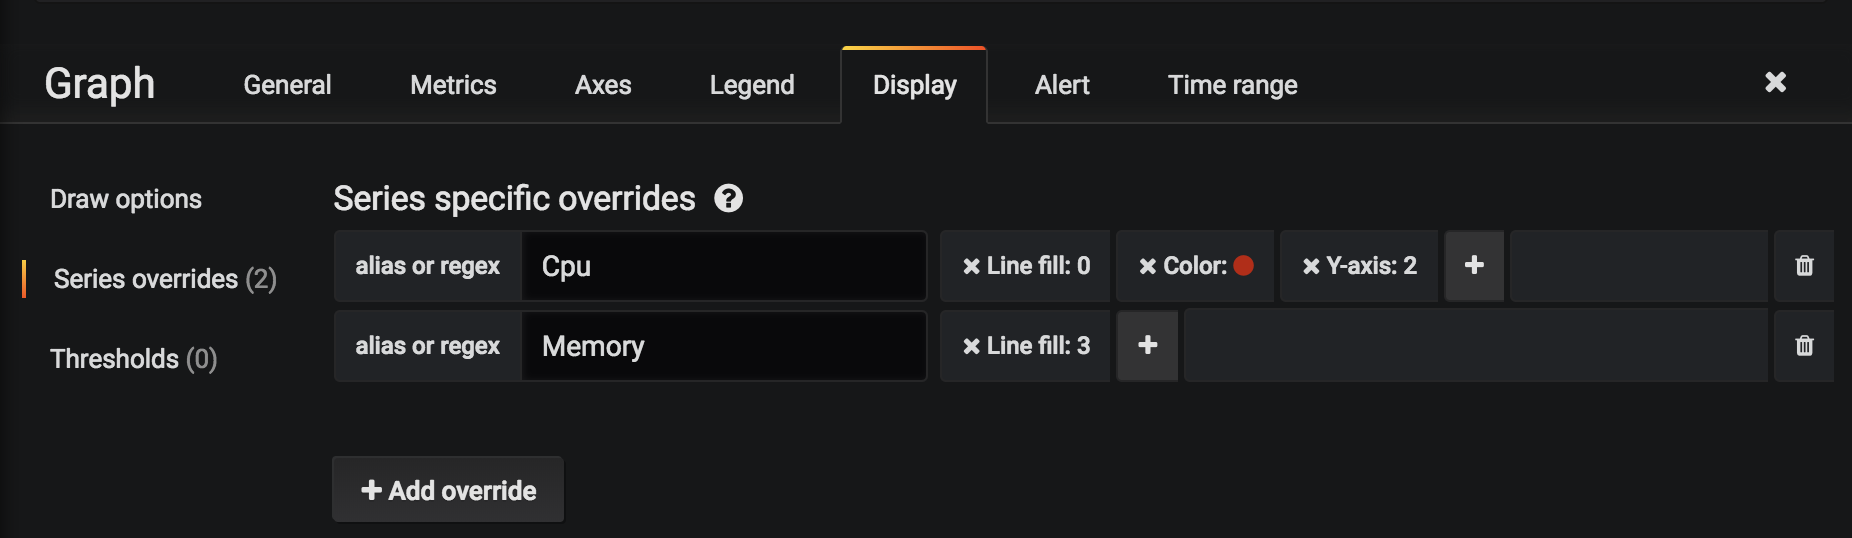 Graph General Metrics Axes Legend Display Alert Time range
Draw options
Series specific overrides
alias or regex Cpu Line fill: 0 Color: Y-axis: 2
Series overrides (2)
alias or regex Memory Line fill: 3
Thresholds (0)
Add override